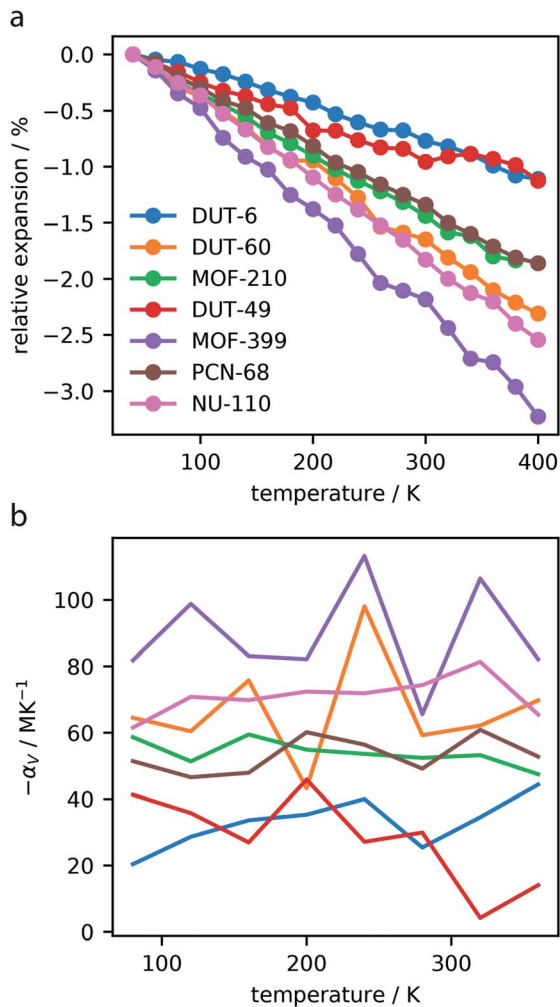 a
relative expansion / %
0.0
−0.5
−1.0
−1.5
−2.0
−2.5
−3.0
DUT-6
DUT-60
MOF-210
DUT-49
MOF-399
PCN-68
NU-110
100 200 300 400
temperature / K
b
−αV / MK⁻¹
100
80
60
40
20
0
100 200 300
temperature / K